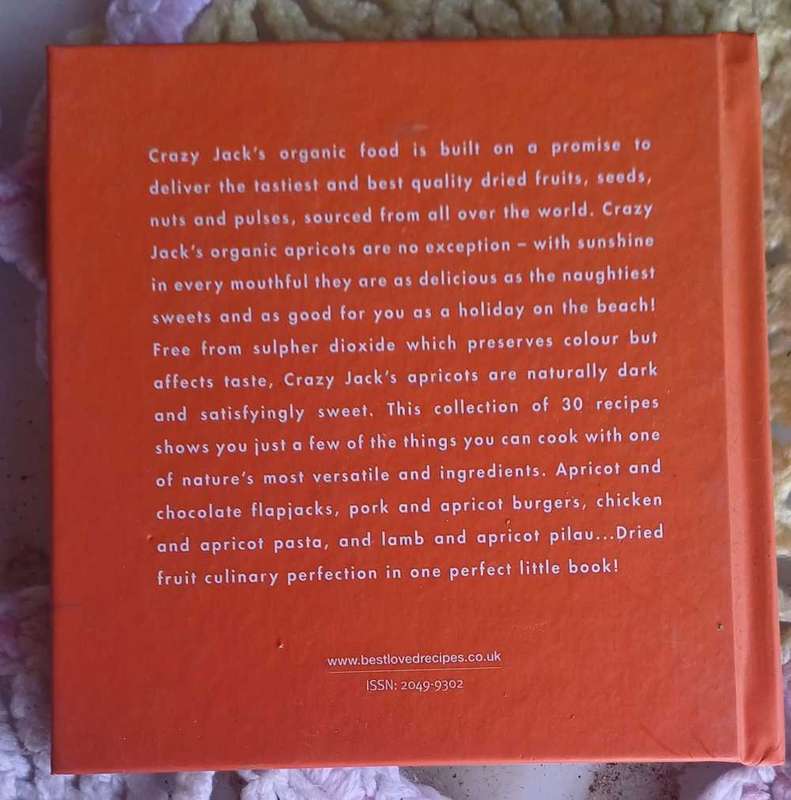 Crazy Jack's organic food is built on a promise to
deliver the tastiest and best quality dried fruits, seeds,
nuts and pulses, sourced from all over the world. Crazy
Jack's organic apricots are no exception – with sunshine
in every mouthful they are as delicious as the naughtiest
sweets and as good for you as a holiday on the beach!
Free from sulpher dioxide which preserves colour but
affects taste, Crazy Jack's apricots are naturally dark
and satisfyingly sweet. This collection of 30 recipes
shows you just a few of the things you can cook with one
of nature's most versatile and ingredients. Apricot and
chocolate flapjacks, pork and apricot burgers, chicken
and apricot pasta, and lamb and apricot pilau...Dried
fruit culinary perfection in one perfect little book!
www.bestlovedrecipes.co.uk
ISSN: 2049-9302